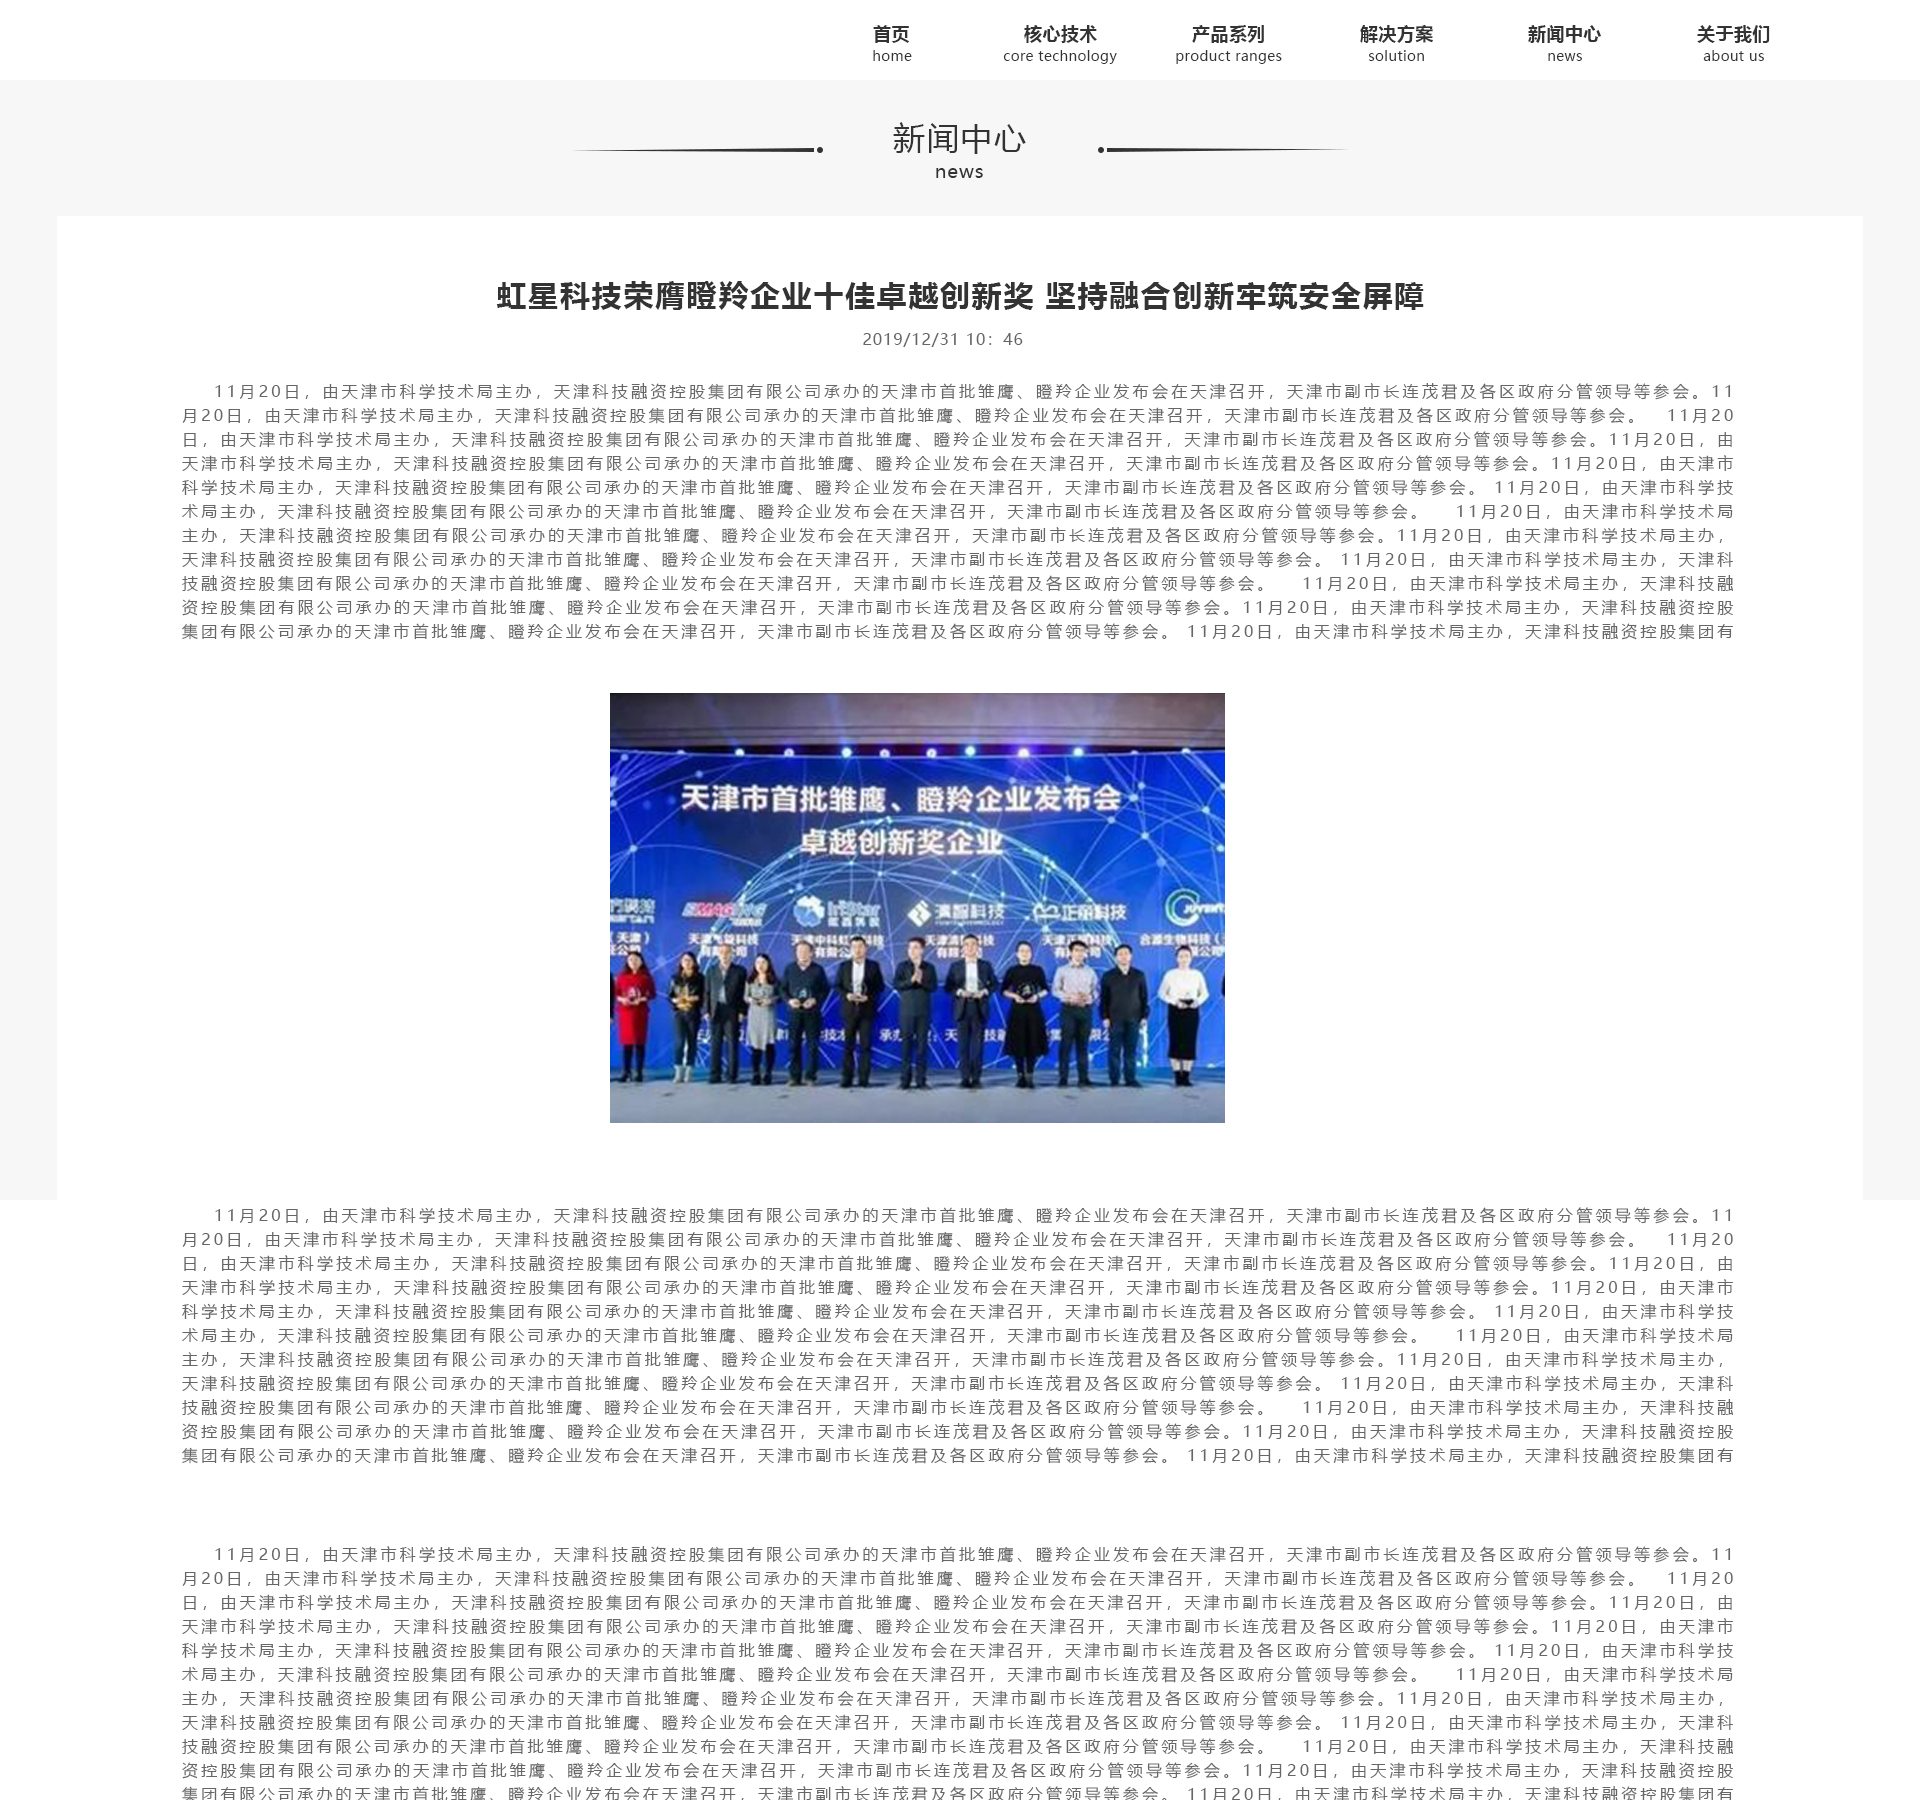 首页 核心技术 产品系列 解决方案 新闻中心 关于我们
home core technology product ranges solution news about us
新闻中心
news
虹星科技荣膺瞪羚企业十佳卓越创新奖 坚持融合创新牢筑安全屏障
2019/12/31 10：46
11月20日，由天津市科学技术局主办，天津科技融资控股集团有限公司承办的天津市首批雏鹰、瞪羚企业发布会在天津召开，天津市副市长连茂君及各区政府分管领导等参会。11
月20日，由天津市科学技术局主办，天津科技融资控股集团有限公司承办的天津市首批雏鹰、瞪羚企业发布会在天津召开，天津市副市长连茂君及各区政府分管领导等参会。 11月20
日，由天津市科学技术局主办，天津科技融资控股集团有限公司承办的天津市首批雏鹰、瞪羚企业发布会在天津召开，天津市副市长连茂君及各区政府分管领导等参会。11月20日，由
天津市科学技术局主办，天津科技融资控股集团有限公司承办的天津市首批雏鹰、瞪羚企业发布会在天津召开，天津市副市长连茂君及各区政府分管领导等参会。11月20日，由天津市
科学技术局主办，天津科技融资控股集团有限公司承办的天津市首批雏鹰、瞪羚企业发布会在天津召开，天津市副市长连茂君及各区政府分管领导等参会。 11月20日，由天津市科学技
术局主办，天津科技融资控股集团有限公司承办的天津市首批雏鹰、瞪羚企业发布会在天津召开，天津市副市长连茂君及各区政府分管领导等参会。 11月20日，由天津市科学技术局
主办，天津科技融资控股集团有限公司承办的天津市首批雏鹰、瞪羚企业发布会在天津召开，天津市副市长连茂君及各区政府分管领导等参会。11月20日，由天津市科学技术局主办，
天津科技融资控股集团有限公司承办的天津市首批雏鹰、瞪羚企业发布会在天津召开，天津市副市长连茂君及各区政府分管领导等参会。 11月20日，由天津市科学技术局主办，天津科
技融资控股集团有限公司承办的天津市首批雏鹰、瞪羚企业发布会在天津召开，天津市副市长连茂君及各区政府分管领导等参会。 11月20日，由天津市科学技术局主办，天津科技融
资控股集团有限公司承办的天津市首批雏鹰、瞪羚企业发布会在天津召开，天津市副市长连茂君及各区政府分管领导等参会。11月20日，由天津市科学技术局主办，天津科技融资控股
集团有限公司承办的天津市首批雏鹰、瞪羚企业发布会在天津召开，天津市副市长连茂君及各区政府分管领导等参会。 11月20日，由天津市科学技术局主办，天津科技融资控股集团有
天津市首批雏鹰、瞪羚企业发布会
卓越创新奖企业
IriStar 清智科技 正丽科技
11月20日，由天津市科学技术局主办，天津科技融资控股集团有限公司承办的天津市首批雏鹰、瞪羚企业发布会在天津召开，天津市副市长连茂君及各区政府分管领导等参会。11
月20日，由天津市科学技术局主办，天津科技融资控股集团有限公司承办的天津市首批雏鹰、瞪羚企业发布会在天津召开，天津市副市长连茂君及各区政府分管领导等参会。 11月20
日，由天津市科学技术局主办，天津科技融资控股集团有限公司承办的天津市首批雏鹰、瞪羚企业发布会在天津召开，天津市副市长连茂君及各区政府分管领导等参会。11月20日，由
天津市科学技术局主办，天津科技融资控股集团有限公司承办的天津市首批雏鹰、瞪羚企业发布会在天津召开，天津市副市长连茂君及各区政府分管领导等参会。11月20日，由天津市
科学技术局主办，天津科技融资控股集团有限公司承办的天津市首批雏鹰、瞪羚企业发布会在天津召开，天津市副市长连茂君及各区政府分管领导等参会。 11月20日，由天津市科学技
术局主办，天津科技融资控股集团有限公司承办的天津市首批雏鹰、瞪羚企业发布会在天津召开，天津市副市长连茂君及各区政府分管领导等参会。 11月20日，由天津市科学技术局
主办，天津科技融资控股集团有限公司承办的天津市首批雏鹰、瞪羚企业发布会在天津召开，天津市副市长连茂君及各区政府分管领导等参会。11月20日，由天津市科学技术局主办，
天津科技融资控股集团有限公司承办的天津市首批雏鹰、瞪羚企业发布会在天津召开，天津市副市长连茂君及各区政府分管领导等参会。 11月20日，由天津市科学技术局主办，天津科
技融资控股集团有限公司承办的天津市首批雏鹰、瞪羚企业发布会在天津召开，天津市副市长连茂君及各区政府分管领导等参会。 11月20日，由天津市科学技术局主办，天津科技融
资控股集团有限公司承办的天津市首批雏鹰、瞪羚企业发布会在天津召开，天津市副市长连茂君及各区政府分管领导等参会。11月20日，由天津市科学技术局主办，天津科技融资控股
集团有限公司承办的天津市首批雏鹰、瞪羚企业发布会在天津召开，天津市副市长连茂君及各区政府分管领导等参会。 11月20日，由天津市科学技术局主办，天津科技融资控股集团有
11月20日，由天津市科学技术局主办，天津科技融资控股集团有限公司承办的天津市首批雏鹰、瞪羚企业发布会在天津召开，天津市副市长连茂君及各区政府分管领导等参会。11
月20日，由天津市科学技术局主办，天津科技融资控股集团有限公司承办的天津市首批雏鹰、瞪羚企业发布会在天津召开，天津市副市长连茂君及各区政府分管领导等参会。 11月20
日，由天津市科学技术局主办，天津科技融资控股集团有限公司承办的天津市首批雏鹰、瞪羚企业发布会在天津召开，天津市副市长连茂君及各区政府分管领导等参会。11月20日，由
天津市科学技术局主办，天津科技融资控股集团有限公司承办的天津市首批雏鹰、瞪羚企业发布会在天津召开，天津市副市长连茂君及各区政府分管领导等参会。11月20日，由天津市
科学技术局主办，天津科技融资控股集团有限公司承办的天津市首批雏鹰、瞪羚企业发布会在天津召开，天津市副市长连茂君及各区政府分管领导等参会。 11月20日，由天津市科学技
术局主办，天津科技融资控股集团有限公司承办的天津市首批雏鹰、瞪羚企业发布会在天津召开，天津市副市长连茂君及各区政府分管领导等参会。 11月20日，由天津市科学技术局
主办，天津科技融资控股集团有限公司承办的天津市首批雏鹰、瞪羚企业发布会在天津召开，天津市副市长连茂君及各区政府分管领导等参会。11月20日，由天津市科学技术局主办，
天津科技融资控股集团有限公司承办的天津市首批雏鹰、瞪羚企业发布会在天津召开，天津市副市长连茂君及各区政府分管领导等参会。 11月20日，由天津市科学技术局主办，天津科
技融资控股集团有限公司承办的天津市首批雏鹰、瞪羚企业发布会在天津召开，天津市副市长连茂君及各区政府分管领导等参会。 11月20日，由天津市科学技术局主办，天津科技融
资控股集团有限公司承办的天津市首批雏鹰、瞪羚企业发布会在天津召开，天津市副市长连茂君及各区政府分管领导等参会。11月20日，由天津市科学技术局主办，天津科技融资控股
集团有限公司承办的天津市首批雏鹰、瞪羚企业发布会在天津召开，天津市副市长连茂君及各区政府分管领导等参会。 11月20日，由天津市科学技术局主办，天津科技融资控股集团有